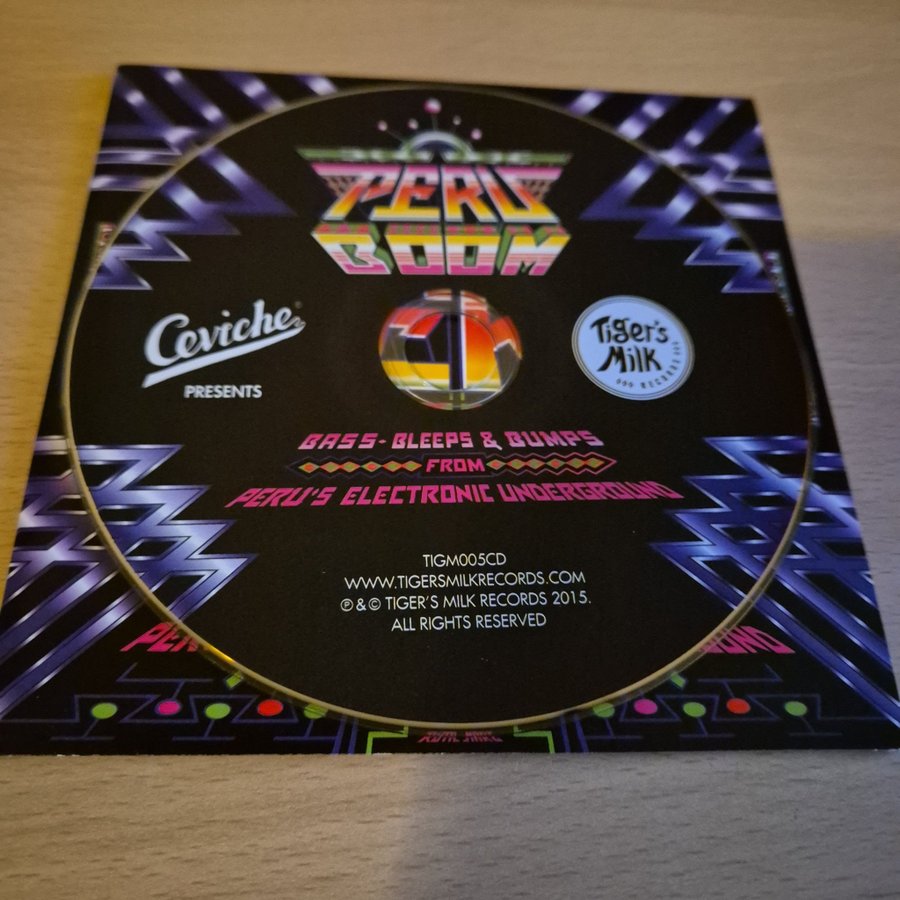 PERU
BOOM
Ceviche
PRESENTS
Tiger's
Milk
RECORDS
BASS· BLEEPS & BUMPS
FROM
PERU'S ELECTRONIC UNDERGROUND
TIGM005CD
WWW.TIGERSMILKRECORDS.COM
℗ & © TIGER'S MILK RECORDS 2015.
ALL RIGHTS RESERVED